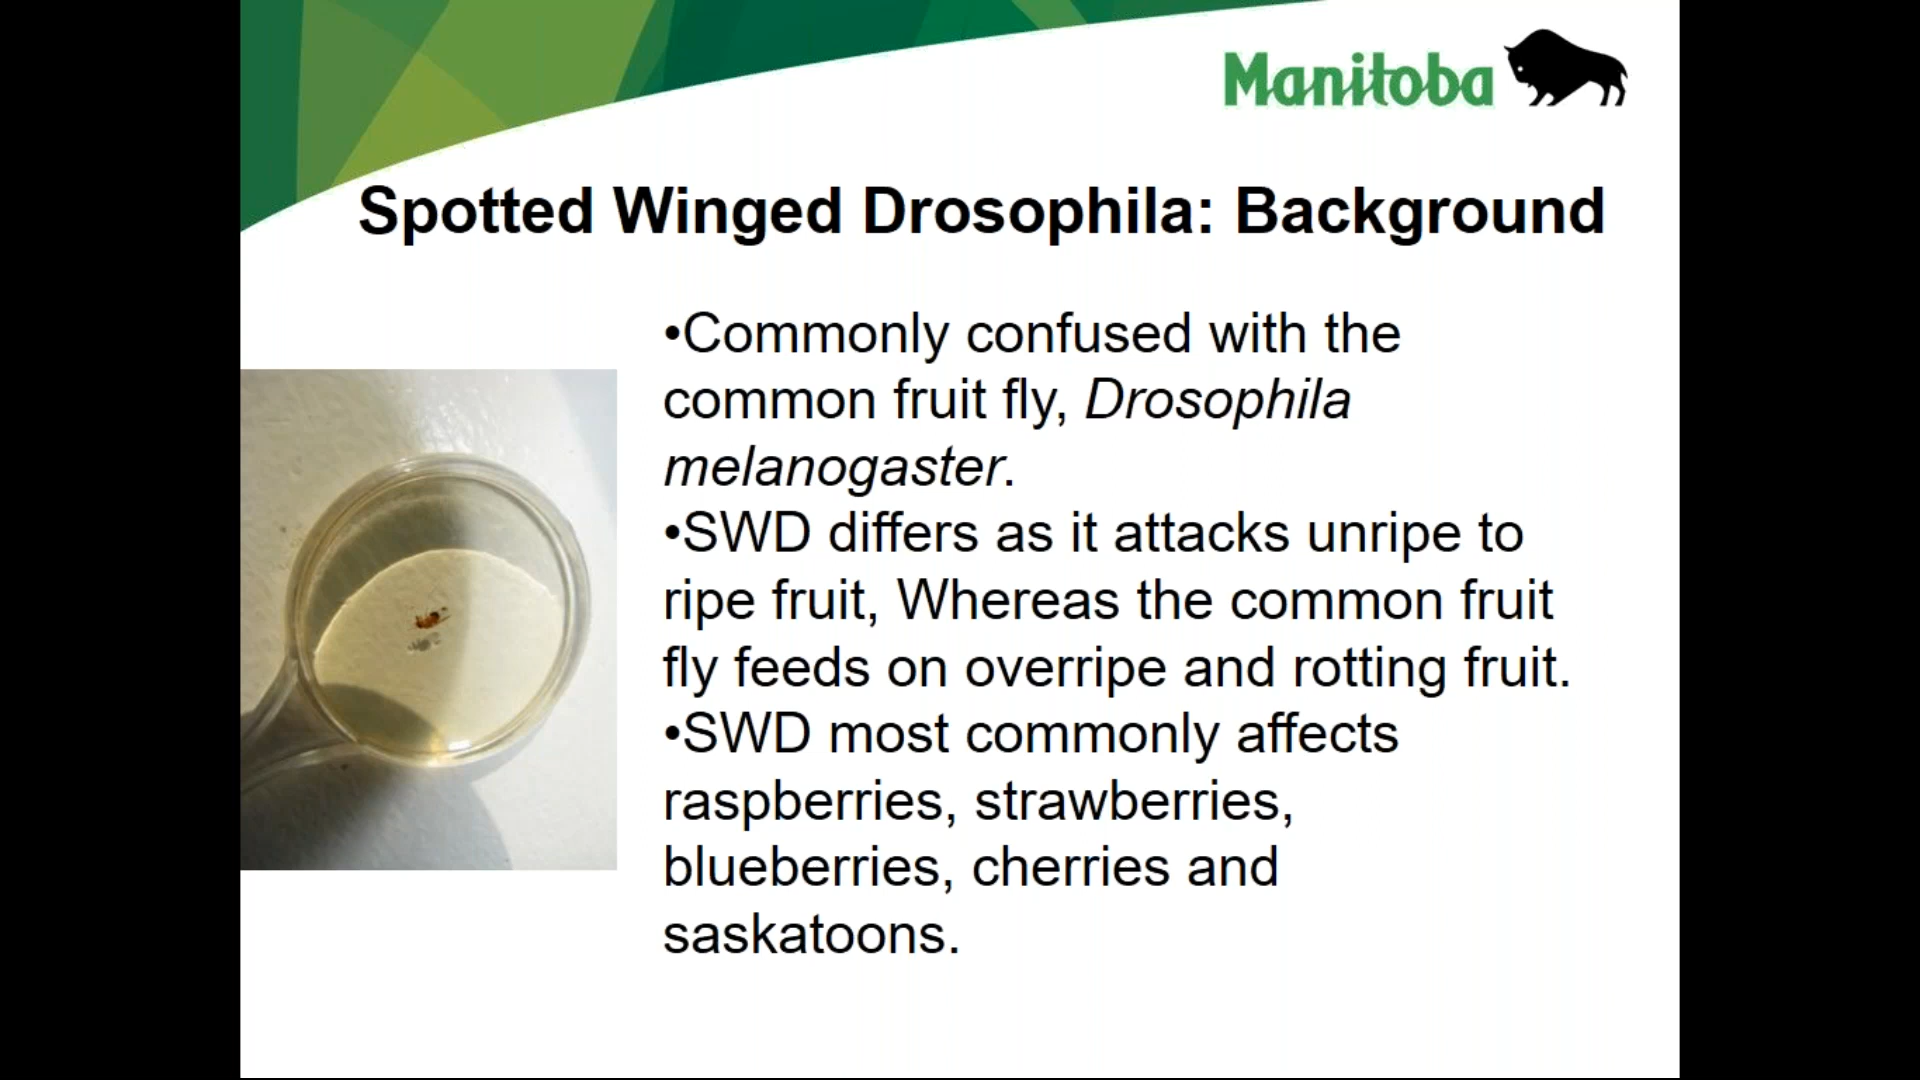 Manitoba
Spotted Winged Drosophila: Background
•Commonly confused with the
common fruit fly, Drosophila
melanogaster.
•SWD differs as it attacks unripe to
ripe fruit, Whereas the common fruit
fly feeds on overripe and rotting fruit.
•SWD most commonly affects
raspberries, strawberries,
blueberries, cherries and
saskatoons.